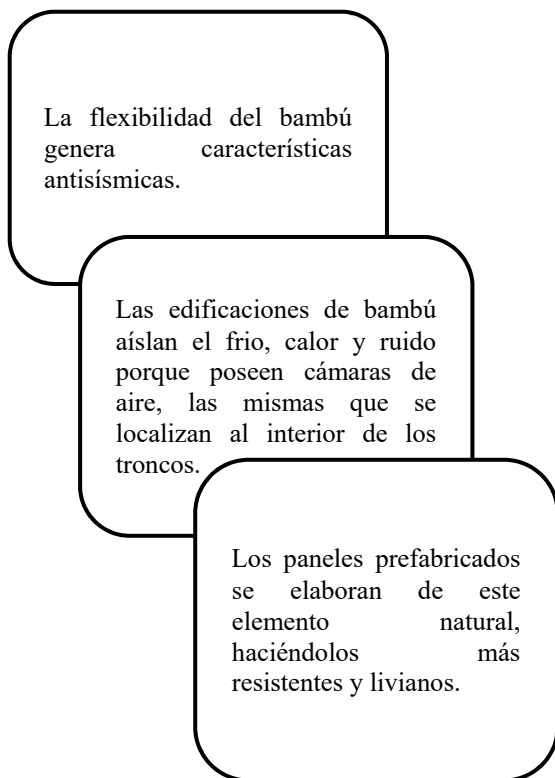 La flexibilidad del bambú
genera características
antisísmicas.
Las edificaciones de bambú
aíslan el frio, calor y ruido
porque poseen cámaras de
aire, las mismas que se
localizan al interior de los
troncos.
Los paneles prefabricados
se elaboran de este
elemento natural,
haciéndolos más
resistentes y livianos.